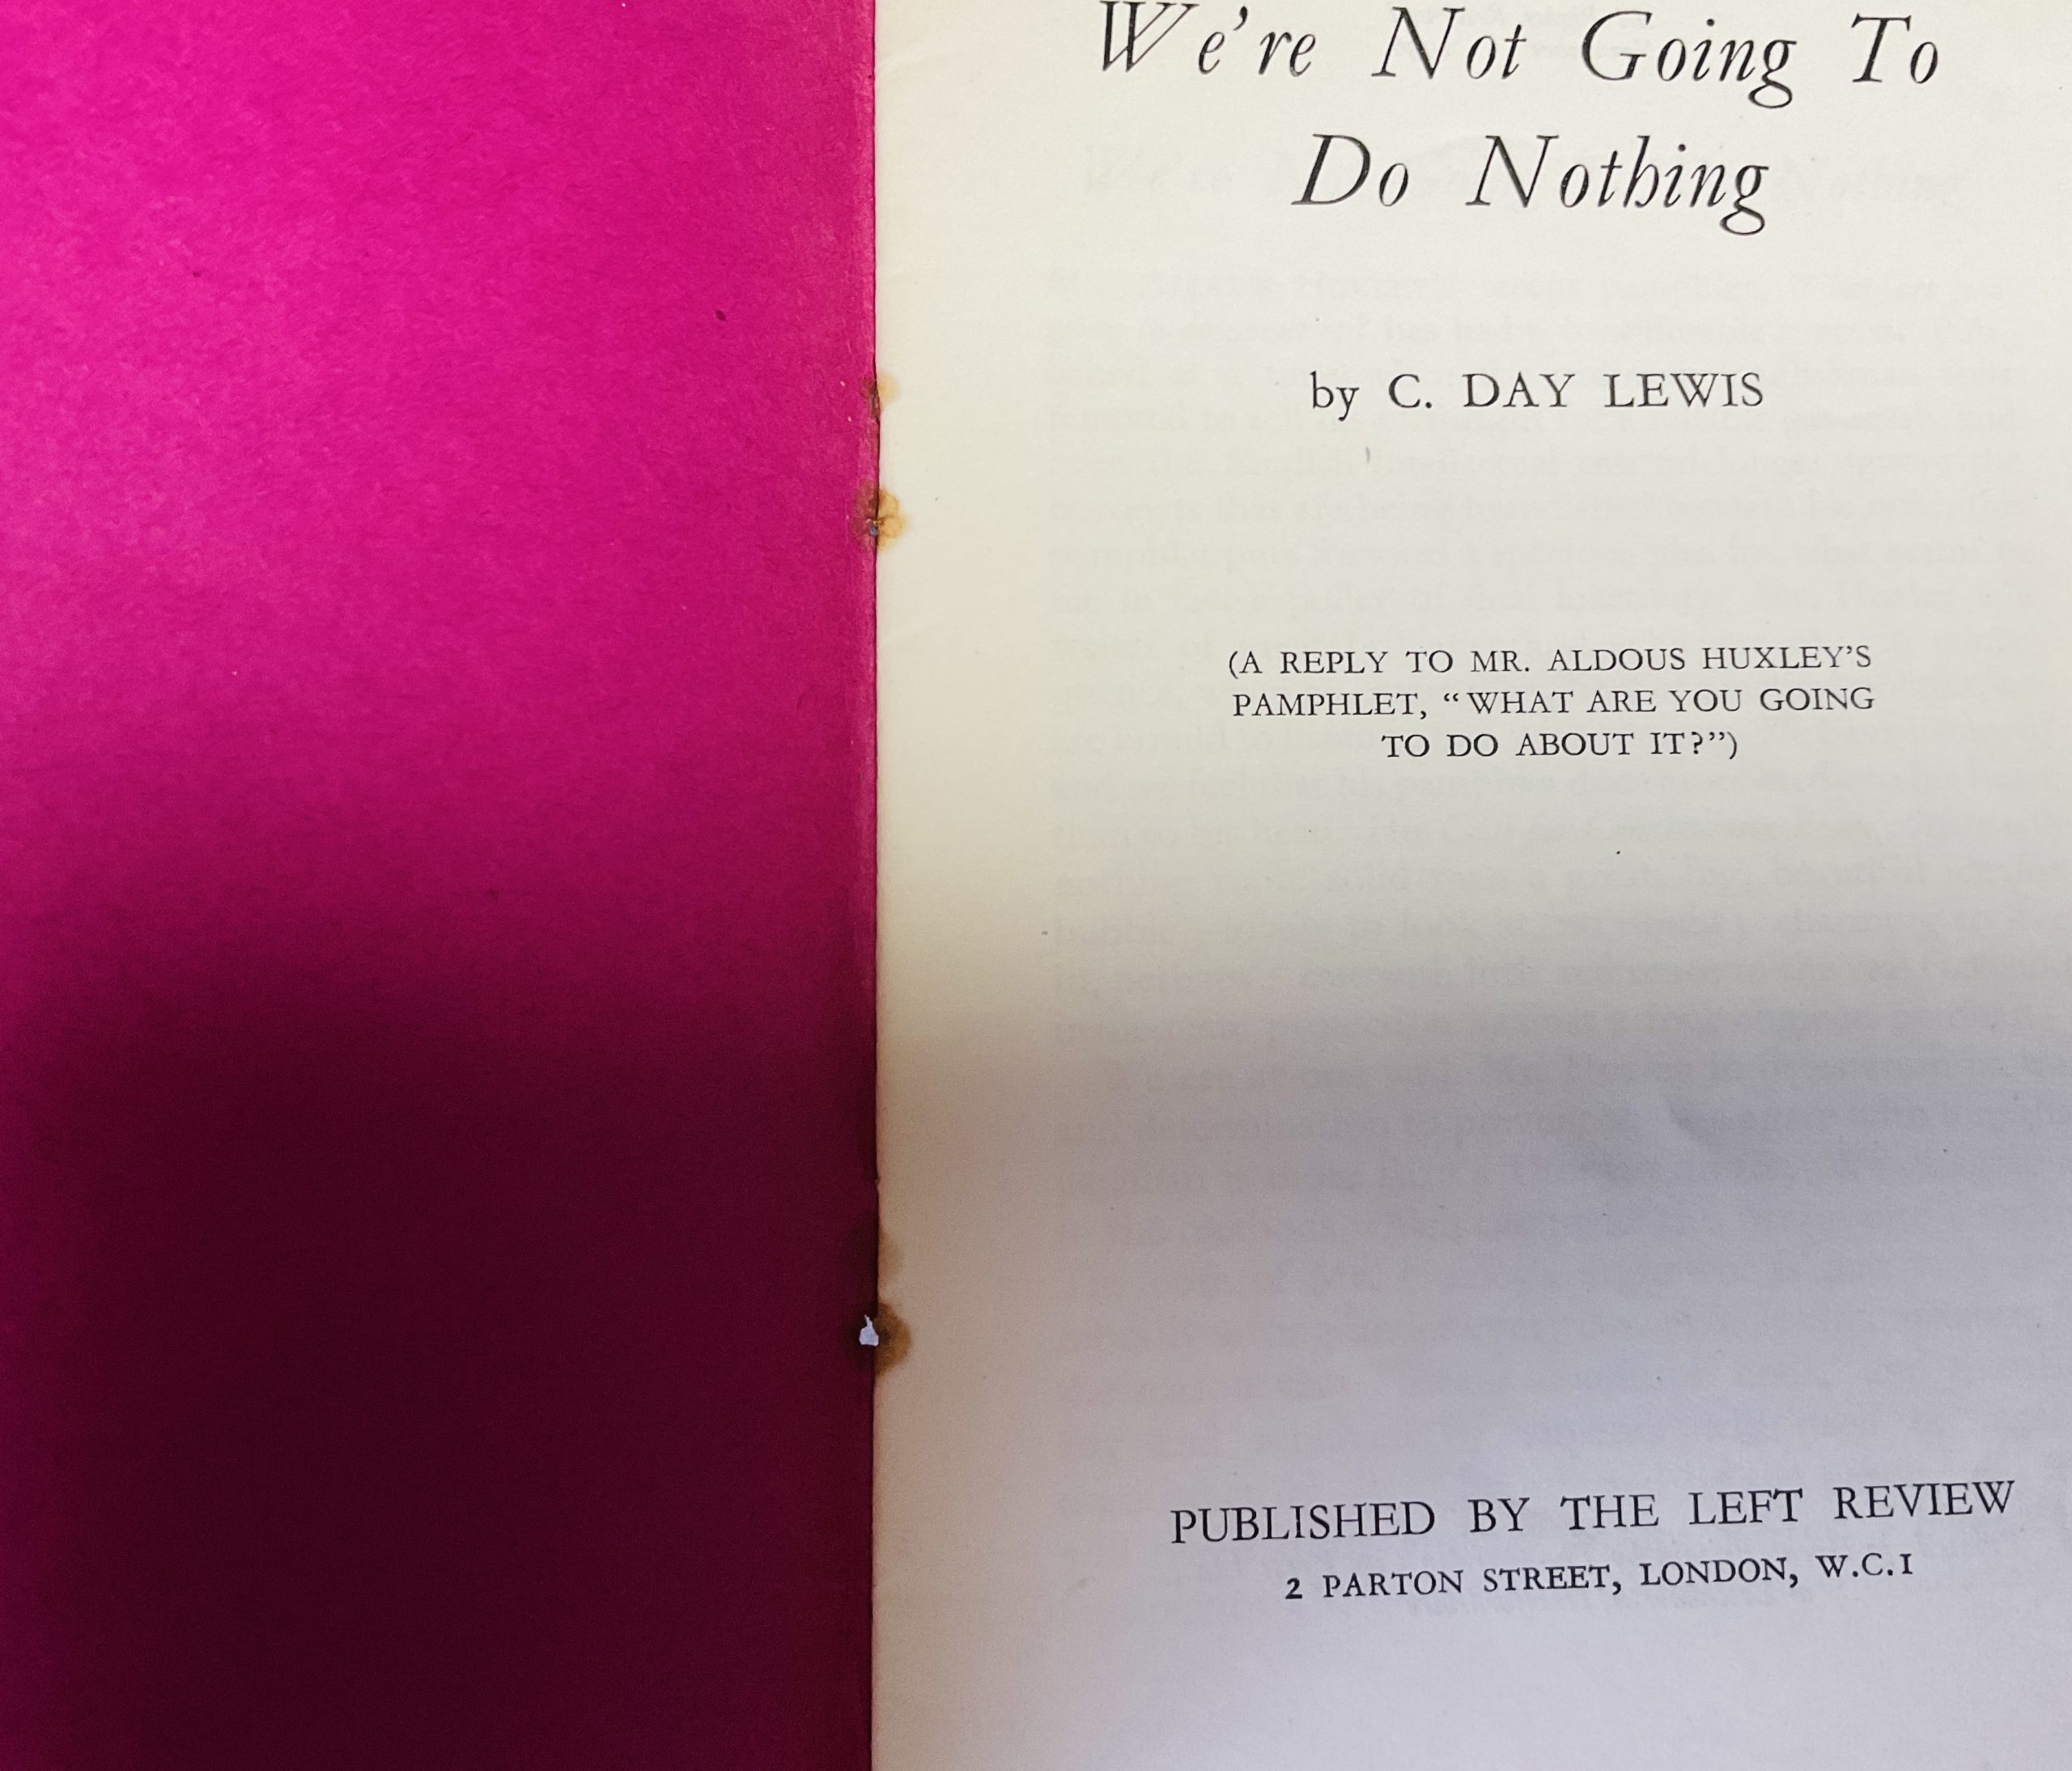 We're Not Going To
Do Nothing
by C. DAY LEWIS
(A REPLY TO MR. ALDOUS HUXLEY'S
PAMPHLET, “WHAT ARE YOU GOING
TO DO ABOUT IT?”)
PUBLISHED BY THE LEFT REVIEW
2 PARTON STREET, LONDON, W.C.1